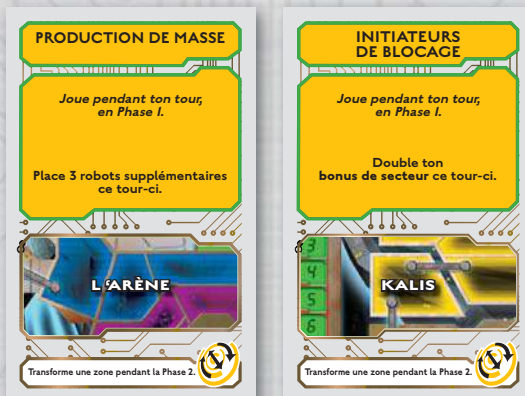 PRODUCTION DE MASSE
Joue pendant ton tour,
en Phase 1.
Place 3 robots supplémentaires
ce tour-ci.
L'ARÈNE
Transforme une zone pendant la Phase 2.
INITIATEURS
DE BLOCAGE
Joue pendant ton tour,
en Phase 1.
Double ton
bonus de secteur ce tour-ci.
3
4
5
6
KALIS
Transforme une zone pendant la Phase 2.